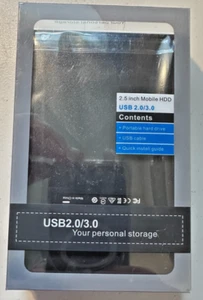 2.5 inch Mobile HDD
USB 2.0/3.0
Contents
• Portable hard drive
• USB cable
• Quick install guide
USB2.0/3.0
Your personal storage